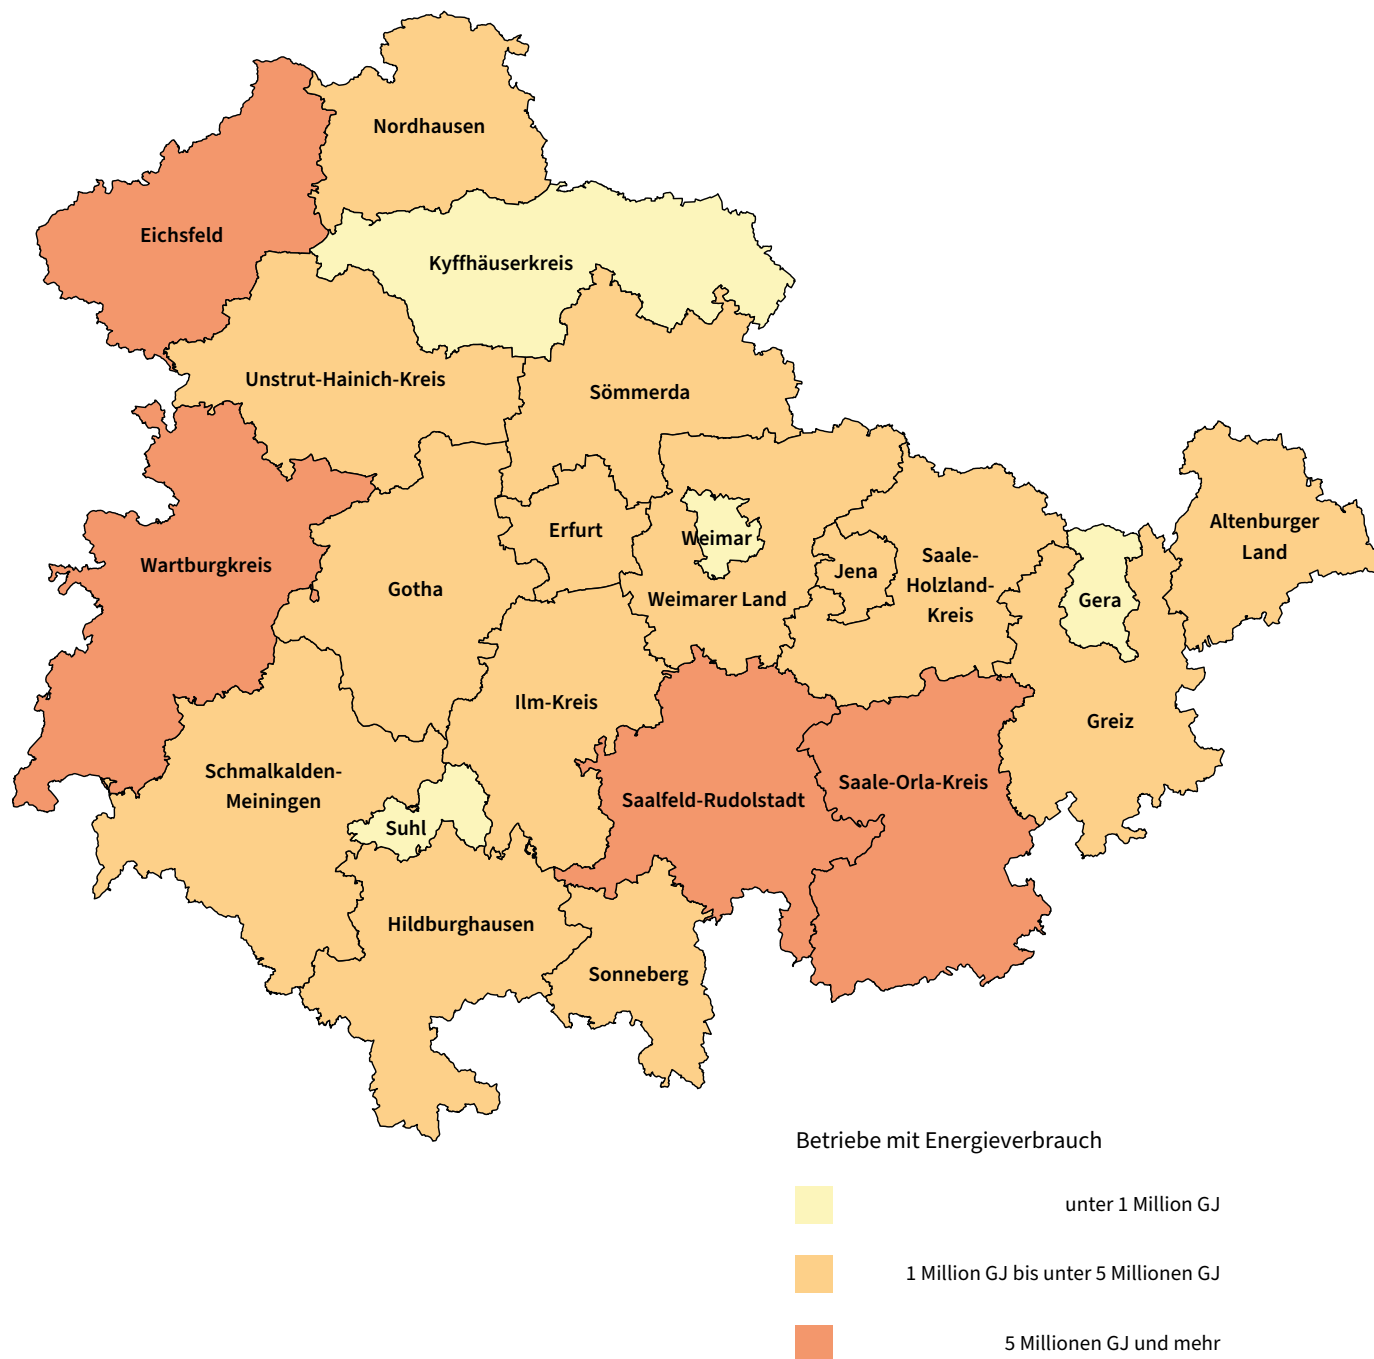 Nordhausen
Eichsfeld
Kyffhäuserkreis
Unstrut-Hainich-Kreis
Sömmerda
Altenburger
Land
Erfurt
Weimar
Wartburgkreis
Gotha
Jena
Saale-
Holzland-
Kreis
Weimarer Land
Gera
Ilm-Kreis
Greiz
Schmalkalden-
Meiningen
Saale-Orla-Kreis
Saalfeld-Rudolstadt
Suhl
Hildburghausen
Sonneberg
Betriebe mit Energieverbrauch
unter 1 Million GJ
1 Million GJ bis unter 5 Millionen GJ
5 Millionen GJ und mehr